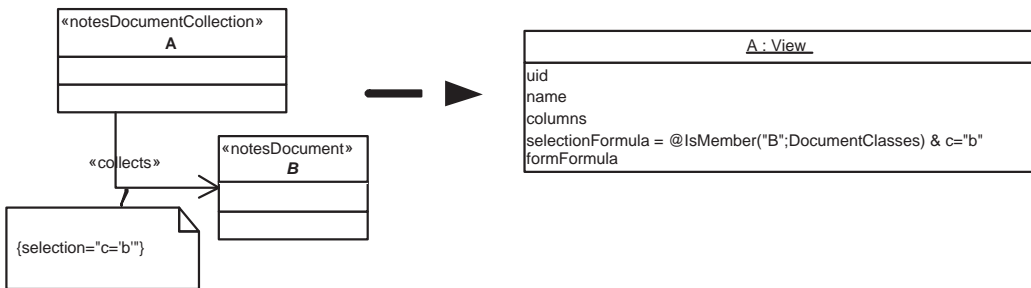 «notesDocumentCollection»
A
«collects»
«notesDocument»
B
{selection="c='b'"}
A : View
uid
name
columns
selectionFormula = @IsMember("B";DocumentClasses) & c="b"
formFormula